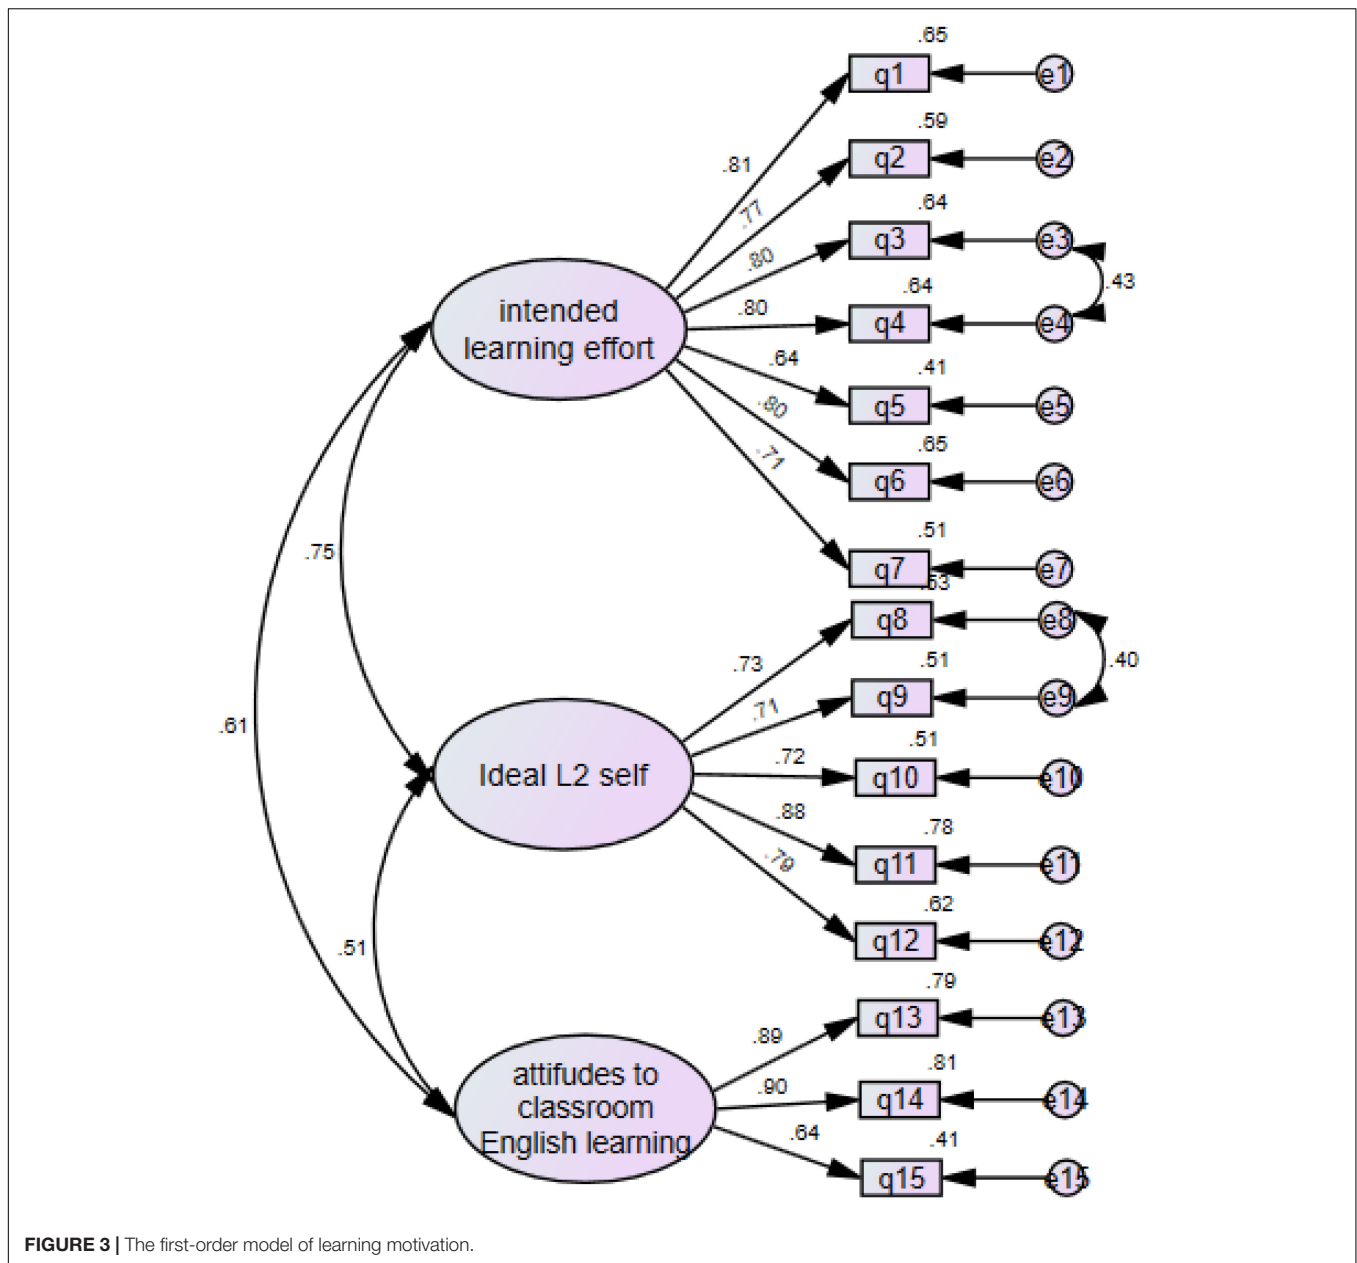 .65
q1
e1
.59
.81
q2
e2
.77
.64
q3
e3
.80
.43
.64
intended
learning effort
.80
q4
e4
.41
.64
q5
e5
.80
.65
q6
e6
.71
.51
q7
e7
.75
.53
q8
e8
.73
.51
.40
q9
e9
.71
.61
.51
.72
Ideal L2 self
q10
e10
.88
.78
q11
e11
.79
.62
q12
e12
.51
.79
q13
e13
.89
.81
attifudes to
classroom
English learning
.90
q14
e14
.64
.41
q15
e15
FIGURE 3 | The first-order model of learning motivation.